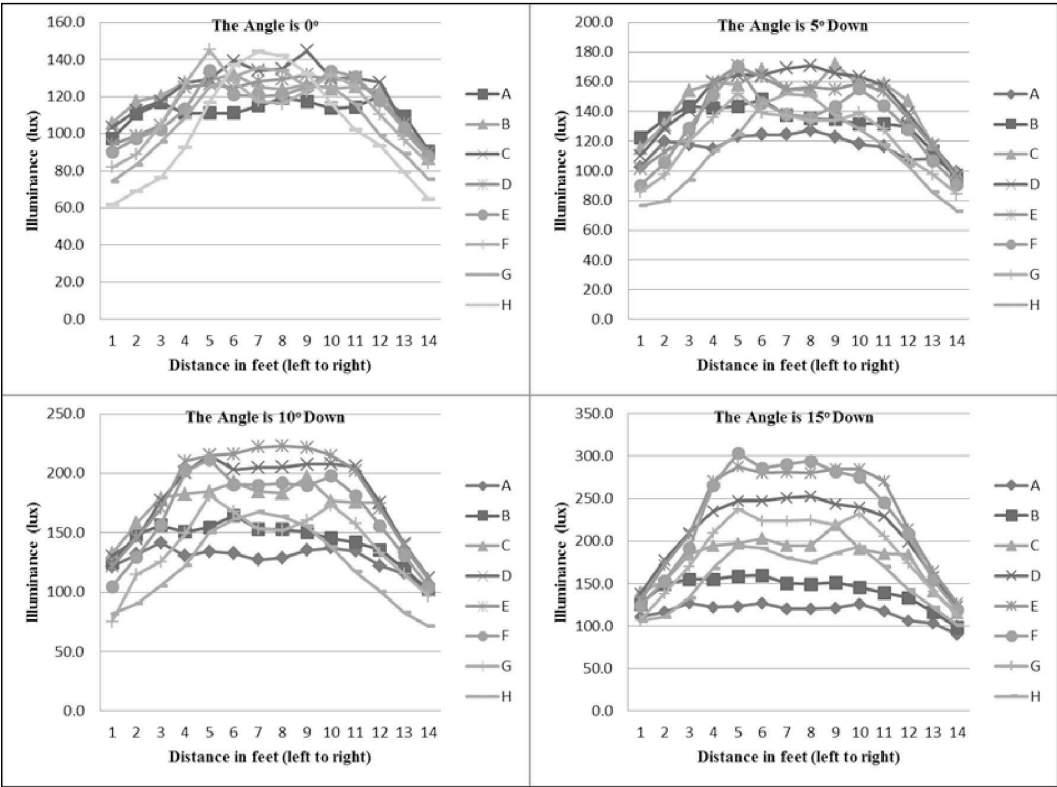 The Angle is 0°
160.0
140.0
120.0
100.0
80.0
60.0
40.0
20.0
0.0
Illuminance (lux)
1 2 3 4 5 6 7 8 9 10 11 12 13 14
Distance in feet (left to right)
A
B
C
D
E
F
G
H
The Angle is 5° Down
200.0
180.0
160.0
140.0
120.0
100.0
80.0
60.0
40.0
20.0
0.0
Illuminance (lux)
1 2 3 4 5 6 7 8 9 10 11 12 13 14
Distance in feet (left to right)
A
B
C
D
E
F
G
H
The Angle is 10° Down
250.0
200.0
150.0
100.0
50.0
0.0
Illuminance (lux)
1 2 3 4 5 6 7 8 9 10 11 12 13 14
Distance in feet (left to right)
A
B
C
D
E
F
G
H
The Angle is 15° Down
350.0
300.0
250.0
200.0
150.0
100.0
50.0
0.0
Illuminance (lux)
1 2 3 4 5 6 7 8 9 10 11 12 13 14
Distance in feet (left to right)
A
B
C
D
E
F
G
H